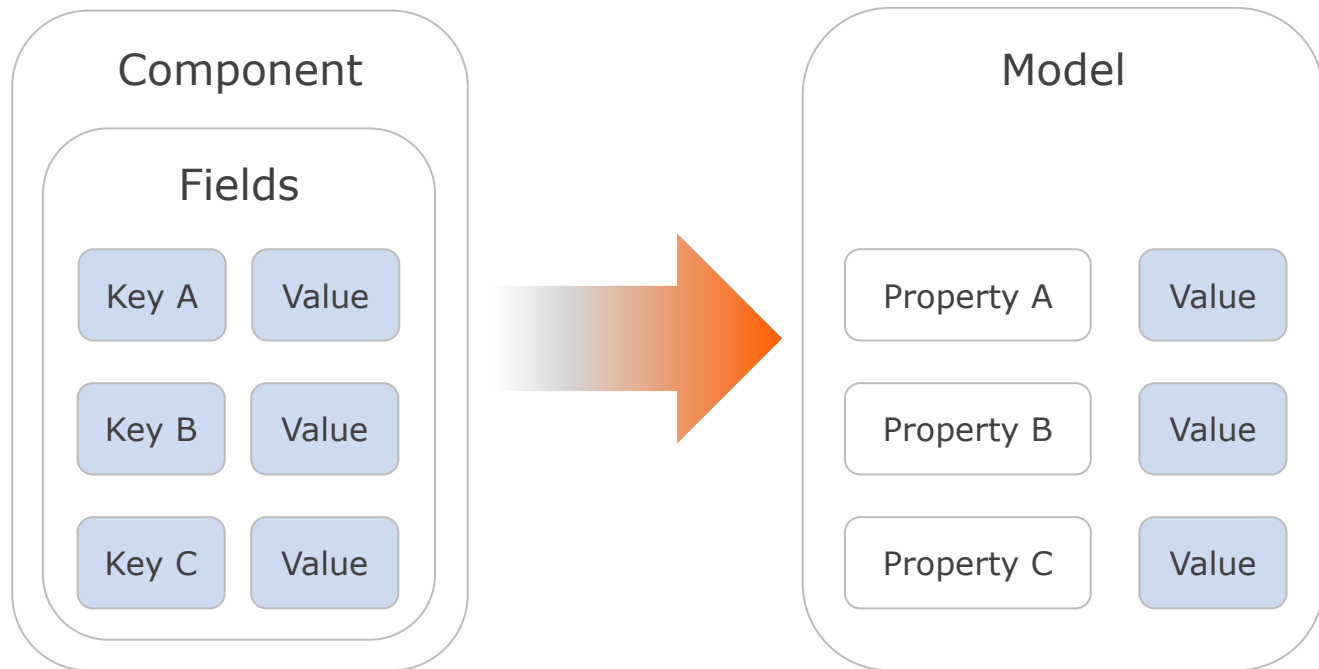 Component
Fields
Key A Value
Key B Value
Key C Value
Model
Property A Value
Property B Value
Property C Value